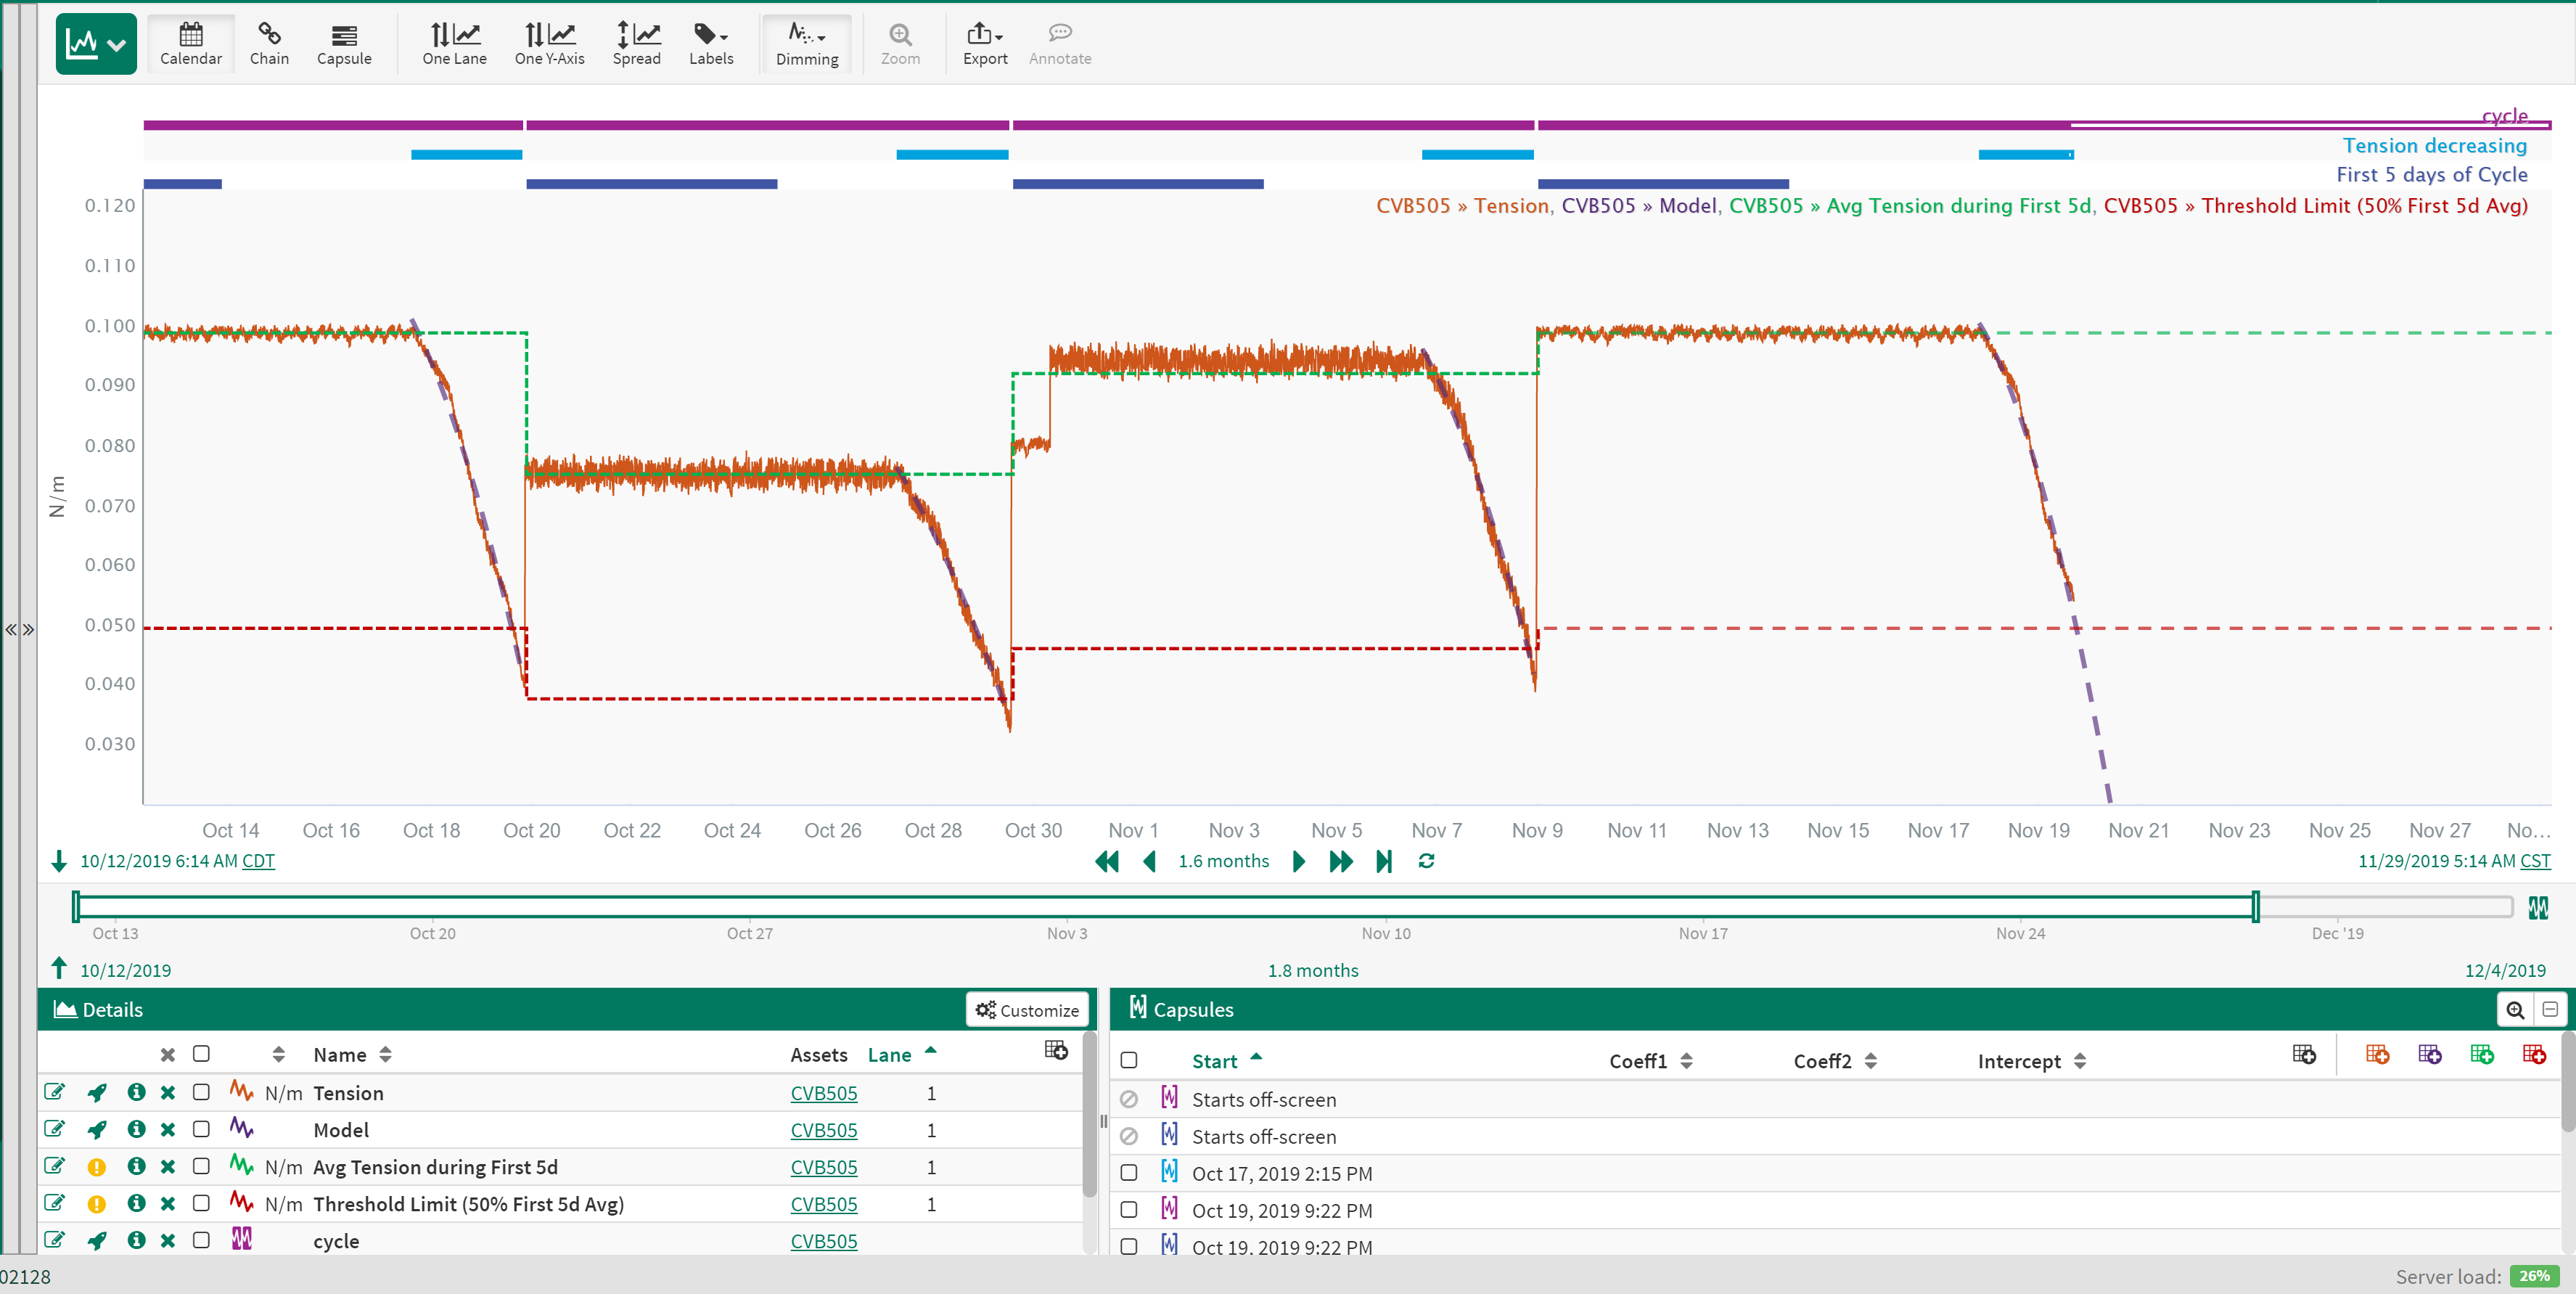 Calendar Chain Capsule One Lane One Y-Axis Spread Labels Dimming Zoom Export Annotate
cycle
Tension decreasing
First 5 days of Cycle
CVB505 » Tension, CVB505 » Model, CVB505 » Avg Tension during First 5d, CVB505 » Threshold Limit (50% First 5d Avg)
0.120
0.110
0.100
0.090
0.080
0.070
0.060
0.050
0.040
0.030
N/m
Oct 14 Oct 16 Oct 18 Oct 20 Oct 22 Oct 24 Oct 26 Oct 28 Oct 30 Nov 1 Nov 3 Nov 5 Nov 7 Nov 9 Nov 11 Nov 13 Nov 15 Nov 17 Nov 19 Nov 21 Nov 23 Nov 25 Nov 27 No...
10/12/2019 6:14 AM CDT 1.6 months 11/29/2019 5:14 AM CST
Oct 13 Oct 20 Oct 27 Nov 3 Nov 10 Nov 17 Nov 24 Dec '19
10/12/2019 1.8 months 12/4/2019
Details Customize
Name Assets Lane
N/m Tension CVB505 1
Model CVB505 1
N/m Avg Tension during First 5d CVB505 1
N/m Threshold Limit (50% First 5d Avg) CVB505 1
cycle CVB505
Capsules
Start Coeff1 Coeff2 Intercept
Starts off-screen
Starts off-screen
Oct 17, 2019 2:15 PM
Oct 19, 2019 9:22 PM
Oct 19, 2019 9:22 PM
02128 Server load: 26%